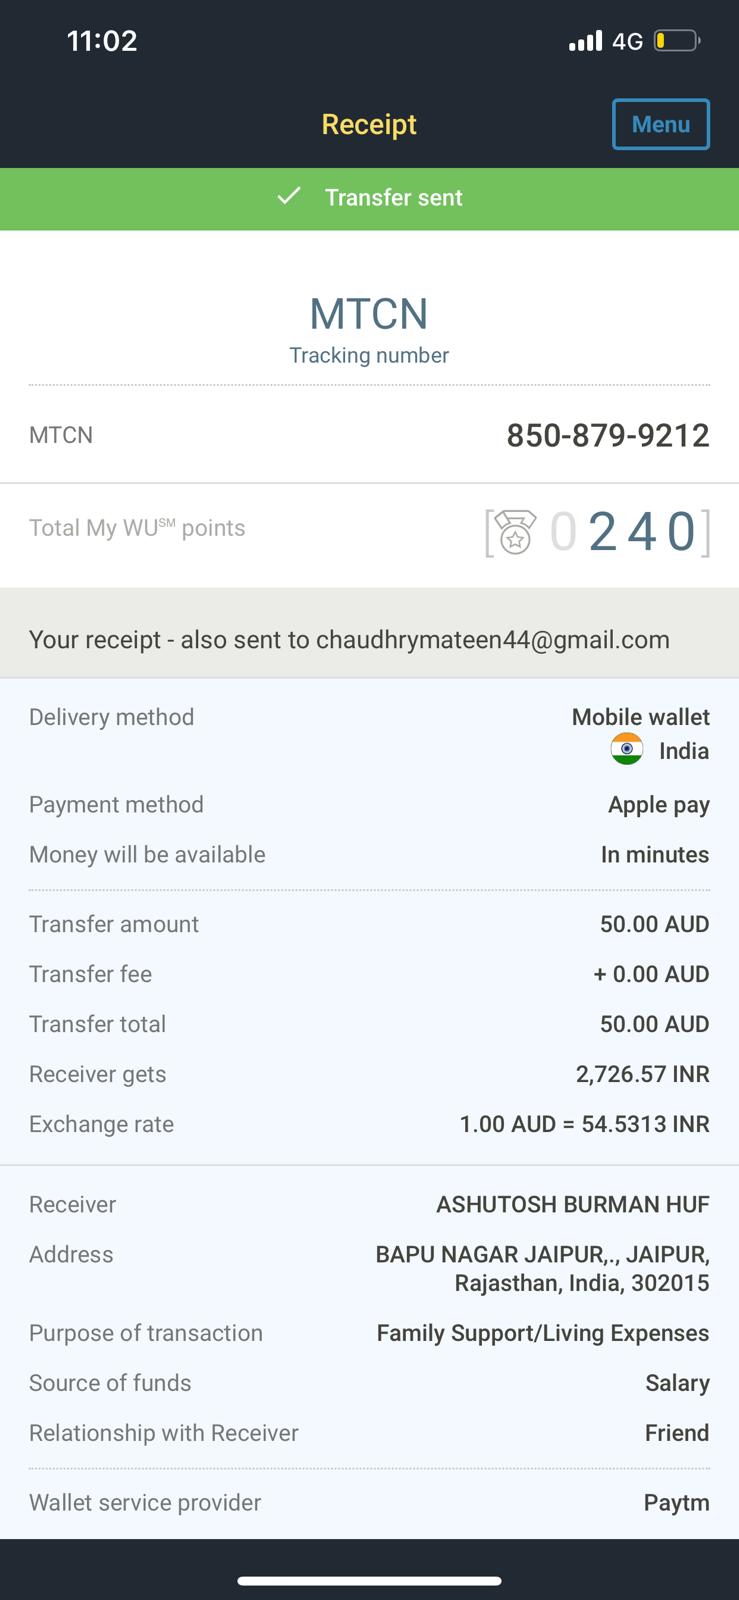 11:02
4G
Receipt
Menu
Transfer sent
MTCN
Tracking number
MTCN 850-879-9212
Total My WU℠ points [0240]
Your receipt - also sent to chaudhrymateen44@gmail.com
Delivery method Mobile wallet
India
Payment method Apple pay
Money will be available In minutes
Transfer amount 50.00 AUD
Transfer fee + 0.00 AUD
Transfer total 50.00 AUD
Receiver gets 2,726.57 INR
Exchange rate 1.00 AUD = 54.5313 INR
Receiver ASHUTOSH BURMAN HUF
Address BAPU NAGAR JAIPUR,., JAIPUR,
Rajasthan, India, 302015
Purpose of transaction Family Support/Living Expenses
Source of funds Salary
Relationship with Receiver Friend
Wallet service provider Paytm